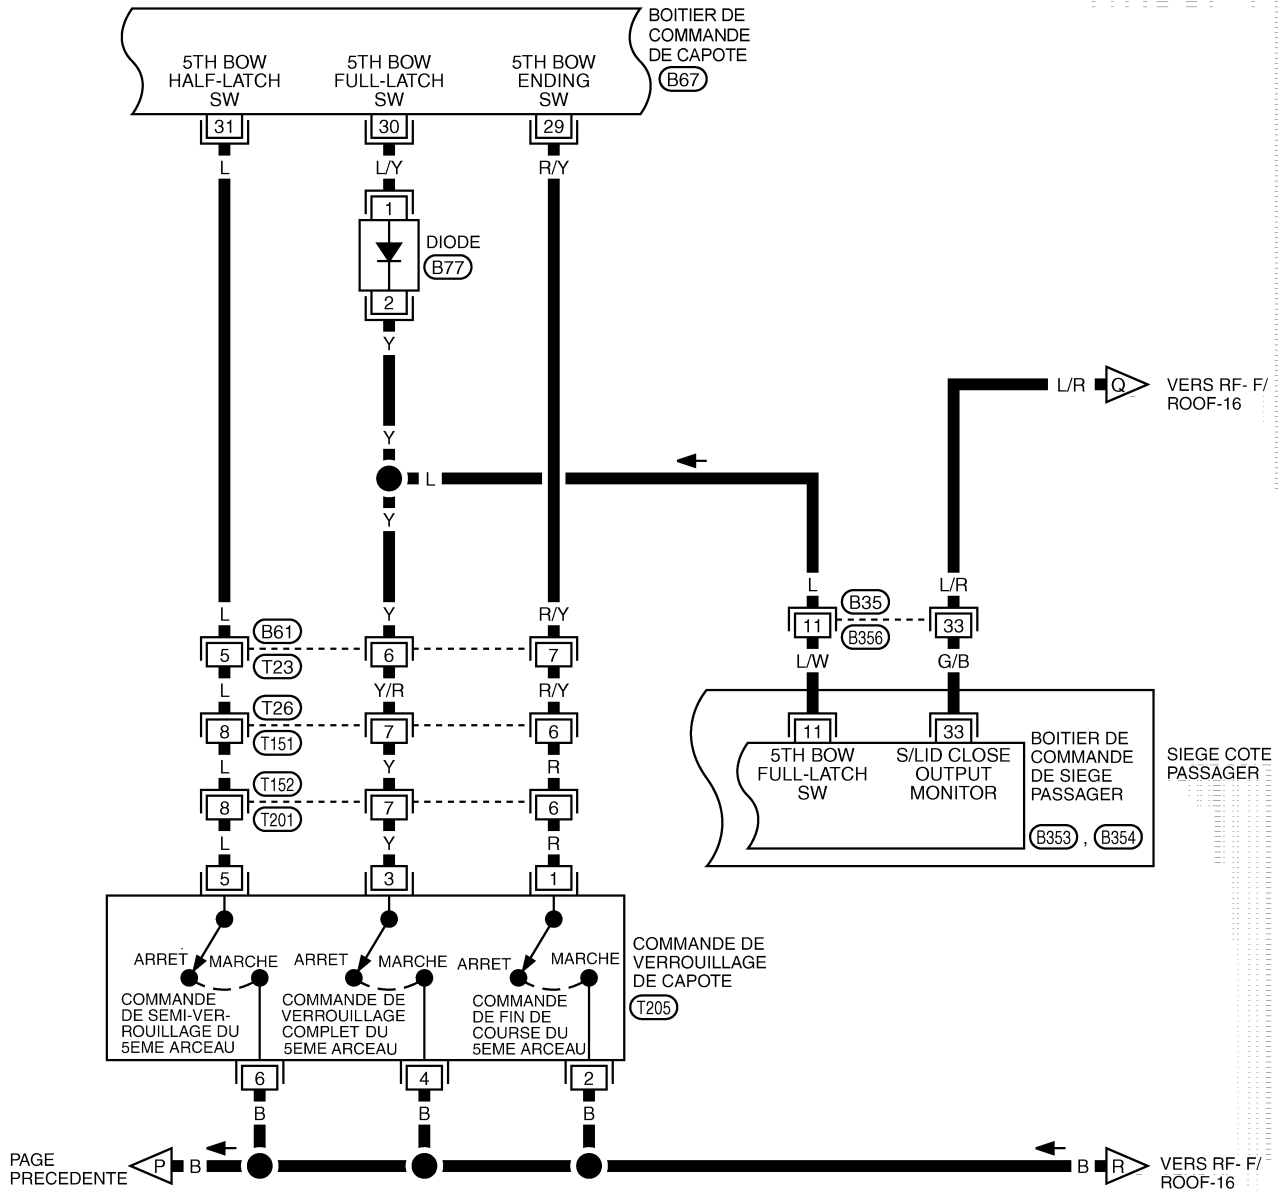 BOITIER DE
COMMANDE
DE CAPOTE
B67
5TH BOW
HALF-LATCH
SW
5TH BOW
FULL-LATCH
SW
5TH BOW
ENDING
SW
31
30
29
L
L/Y
R/Y
1
DIODE
B77
2
Y
L/R
Q
VERS RF- F/
ROOF-16
Y
L
Y
L
L/R
B35
11
33
B356
L/W
G/B
L
Y
R/Y
B61
5
6
7
T23
L
Y/R
R/Y
T26
8
7
6
T151
L
Y
R
T152
8
7
6
T201
L
Y
R
5
3
1
11
33
5TH BOW
FULL-LATCH
SW
S/LID CLOSE
OUTPUT
MONITOR
BOITIER DE
COMMANDE
DE SIEGE
PASSAGER
B353 , B354
SIEGE COTE
PASSAGER
ARRET
MARCHE
ARRET
MARCHE
ARRET
MARCHE
COMMANDE
DE SEMI-VER-
ROUILLAGE DU
5EME ARCEAU
COMMANDE DE
VERROUILLAGE
COMPLET DU
5EME ARCEAU
COMMANDE
DE FIN DE
COURSE DU
5EME ARCEAU
COMMANDE DE
VERROUILLAGE
DE CAPOTE
T205
6
4
2
B
B
B
PAGE
PRECEDENTE
P
B
B
R
VERS RF- F/
ROOF-16